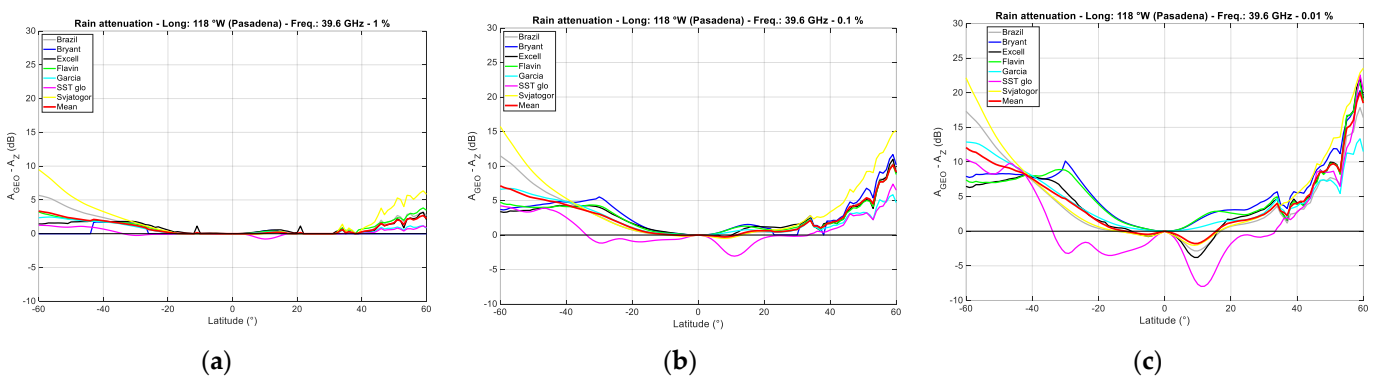 Rain attenuation - Long: 118 °W (Pasadena) - Freq.: 39.6 GHz - 1 %
30
25
20
15
10
5
0
-5
-10
A_GEO - A_Z (dB)
Brazil
Bryant
Excell
Flavin
Garcia
SST glo
Svjatogor
Mean
-60 -40 -20 0 20 40 60
Latitude (°)
(a)
Rain attenuation - Long: 118 °W (Pasadena) - Freq.: 39.6 GHz - 0.1 %
30
25
20
15
10
5
0
-5
-10
A_GEO - A_Z (dB)
Brazil
Bryant
Excell
Flavin
Garcia
SST glo
Svjatogor
Mean
-60 -40 -20 0 20 40 60
Latitude (°)
(b)
Rain attenuation - Long: 118 °W (Pasadena) - Freq.: 39.6 GHz - 0.01 %
30
25
20
15
10
5
0
-5
-10
A_GEO - A_Z (dB)
Brazil
Bryant
Excell
Flavin
Garcia
SST glo
Svjatogor
Mean
-60 -40 -20 0 20 40 60
Latitude (°)
(c)